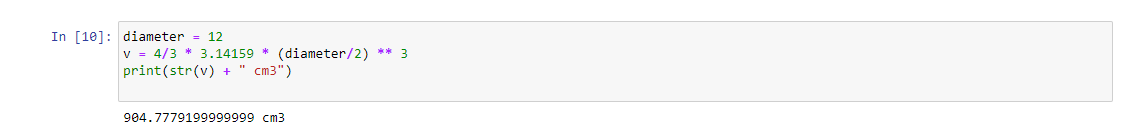 In [10]: diameter = 12
v = 4/3 * 3.14159 * (diameter/2) ** 3
print(str(v) + " cm3")
904.7779199999999 cm3